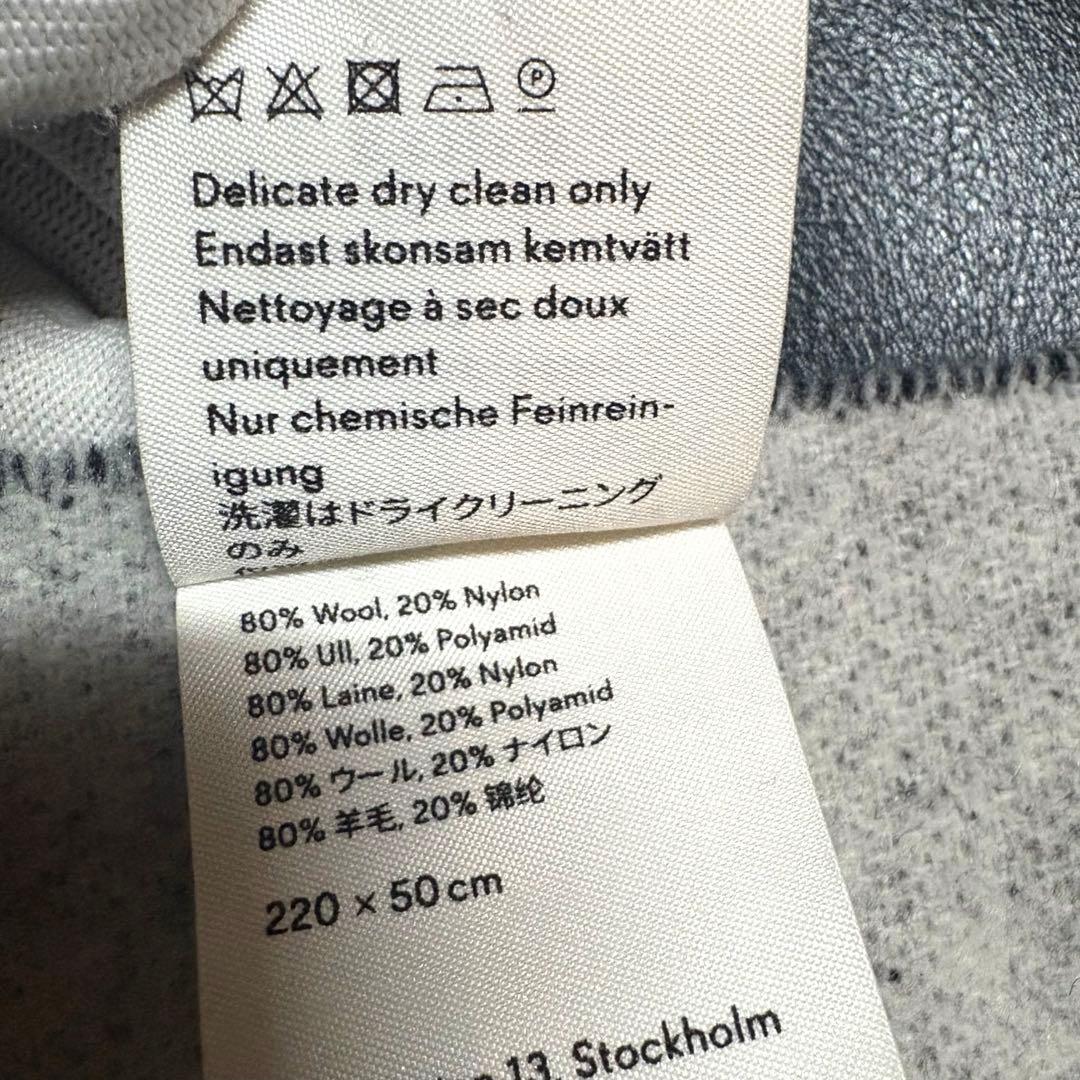 P
Delicate dry clean only
Endast skonsam kemtvätt
Nettoyage à sec doux
uniquement
Nur chemische Feinrein-
igung
洗濯はドライクリーニング
のみ
80% Wool, 20% Nylon
80% Ull, 20% Polyamid
80% Laine, 20% Nylon
80% Wolle, 20% Polyamid
80% ウール, 20% ナイロン
80% 羊毛, 20% 锦纶
220 × 50 cm
13, Stockholm